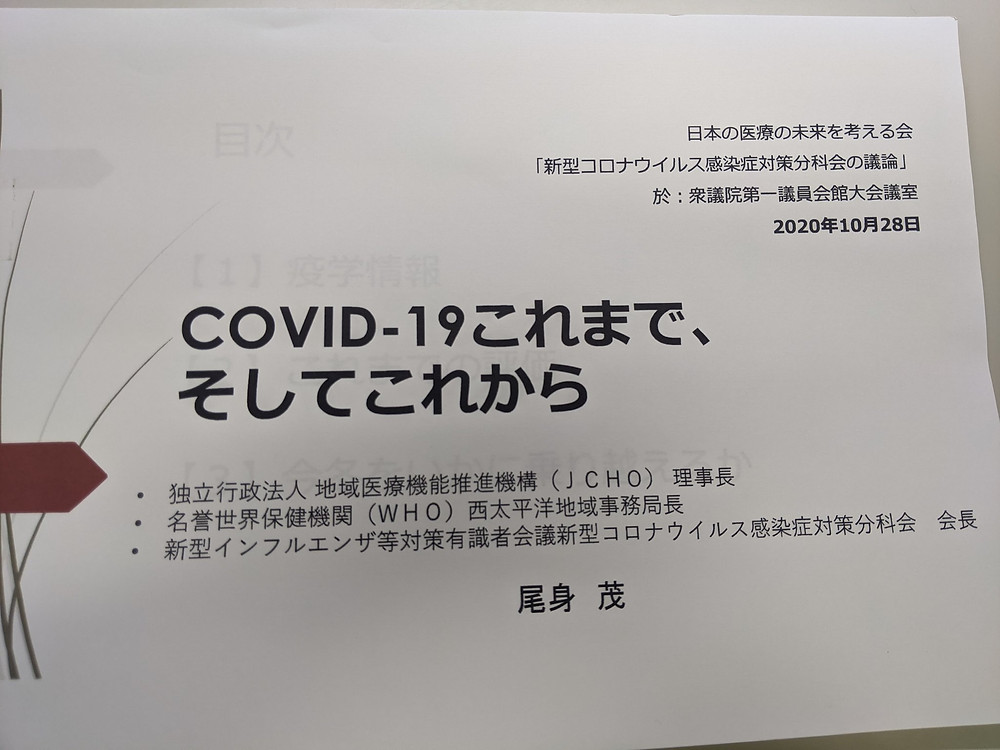 日本の医療の未来を考える会
「新型コロナウイルス感染症対策分科会の議論」
於：衆議院第一議員会館大会議室
2020年10月28日
目次
【1】疫学情報
COVID-19これまで、
そしてこれから
・ 独立行政法人 地域医療機能推進機構（ＪＣＨＯ） 理事長
・ 名誉世界保健機関（ＷＨＯ）西太平洋地域事務局長
・ 新型インフルエンザ等対策有識者会議新型コロナウイルス感染症対策分科会　会長
尾身　茂